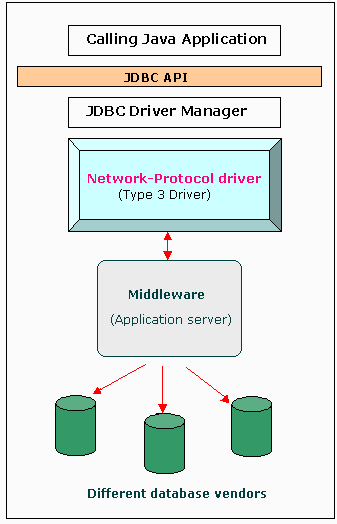 Calling Java Application
JDBC API
JDBC Driver Manager
Network-Protocol driver
(Type 3 Driver)
Middleware
(Application server)
Different database vendors